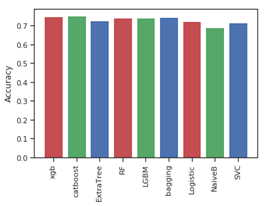 Accuracy
0.7
0.6
0.5
0.4
0.3
0.2
0.1
0.0
xgb
catboost
ExtraTree
RF
LGBM
bagging
Logistic
NaiveB
SVC